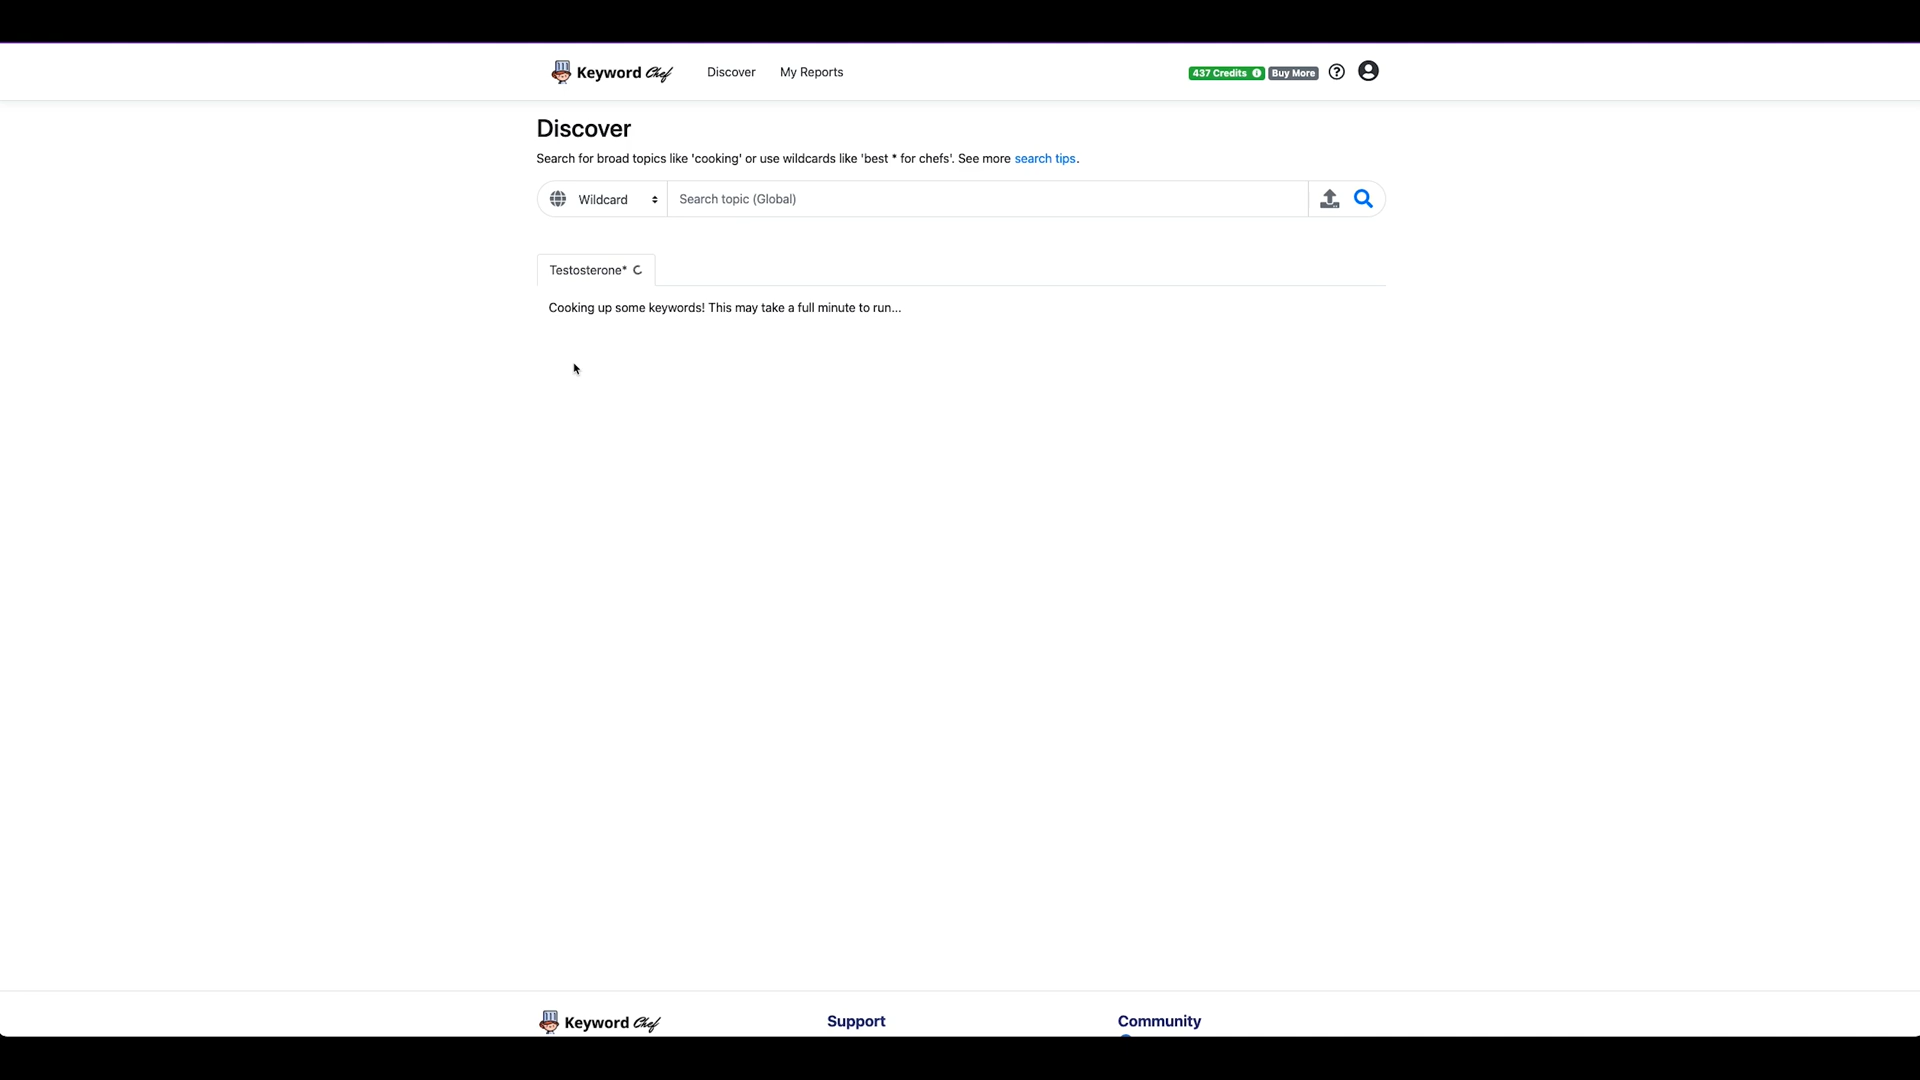 Keyword Chef
Discover
My Reports
437 Credits
Buy More
Discover
Search for broad topics like 'cooking' or use wildcards like 'best * for chefs'. See more search tips.
Wildcard
Search topic (Global)
Testosterone*
Cooking up some keywords! This may take a full minute to run...
Keyword Chef
Support
Community